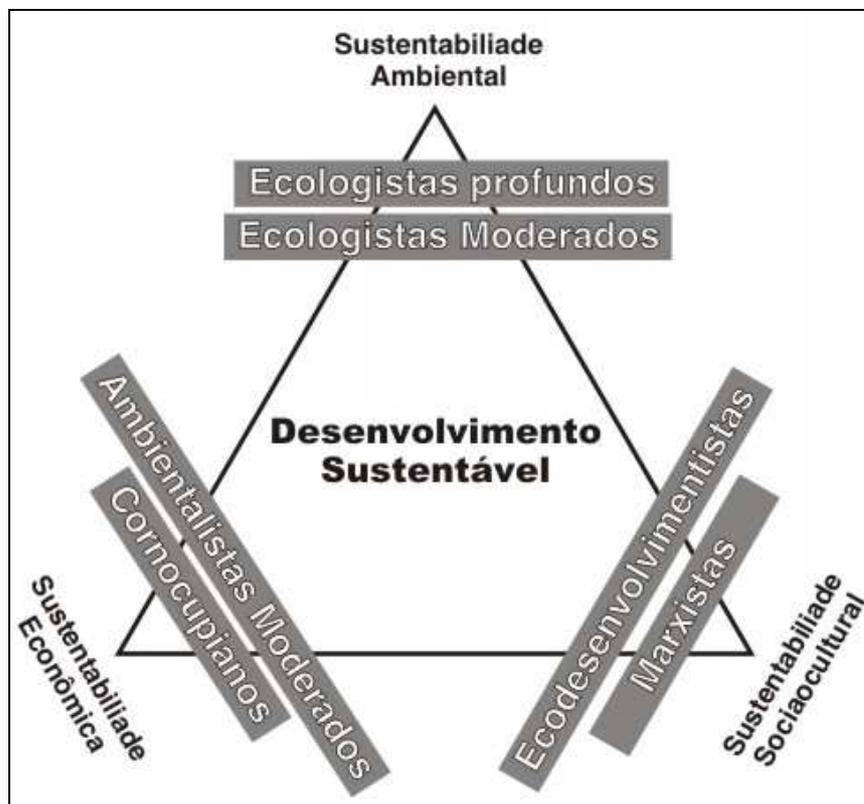 Sustentabiliade
Ambiental
Ecologistas profundos
Ecologistas Moderados
Desenvolvimento
Sustentável
Ambientalistas Moderados
Cornocupianos
Sustentabiliade
Econômica
Ecodesenvolvimentistas
Marxistas
Sustentabiliade
Sociaocultural